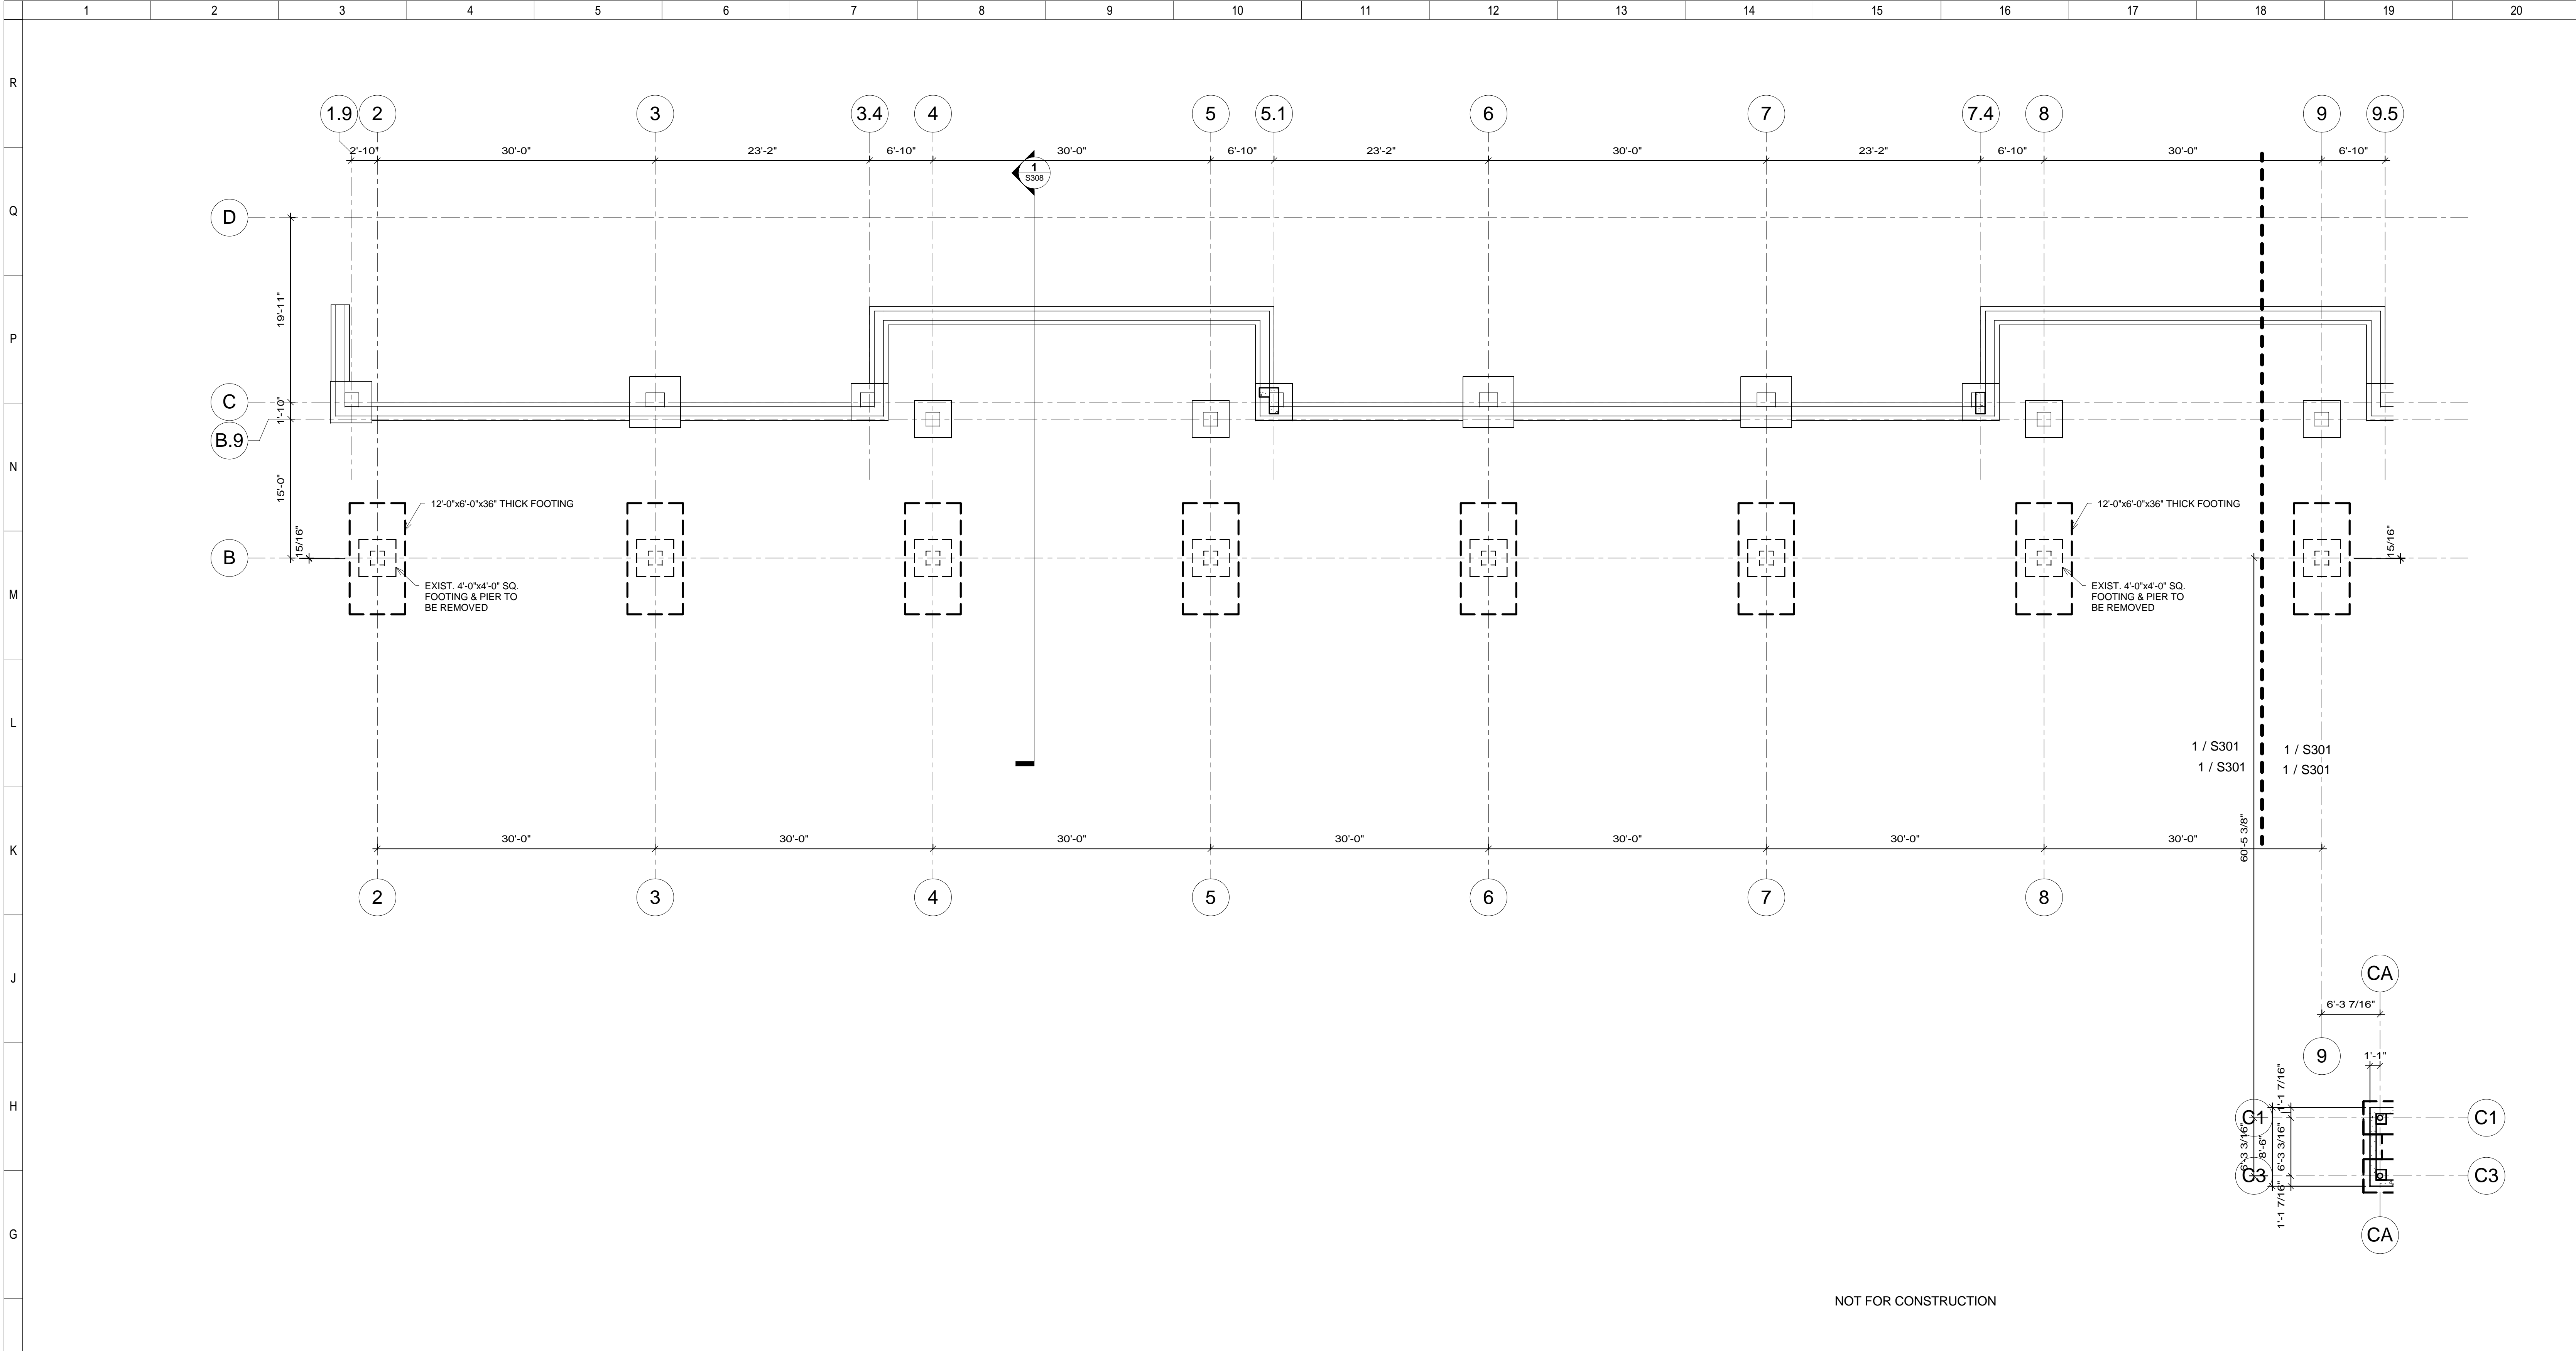 1 2 3 4 5 6 7 8 9 10 11 12 13 14 15 16 17 18 19 20
R
1.9 2 3 3.4 4 5 5.1 6 7 7.4 8 9 9.5
2'-10" 30'-0" 23'-2" 6'-10" 30'-0" 6'-10" 23'-2" 30'-0" 23'-2" 6'-10" 30'-0" 6'-10"
1
S308
Q
D
19'-11"
P
C
1'-10"
B.9
N
15'-0"
12'-0"x6'-0"x36" THICK FOOTING
12'-0"x6'-0"x36" THICK FOOTING
15/16"
15/16"
B
EXIST. 4'-0"x4'-0" SQ.
FOOTING & PIER TO
BE REMOVED
EXIST. 4'-0"x4'-0" SQ.
FOOTING & PIER TO
BE REMOVED
M
L
1 / S301
1 / S301
1 / S301
1 / S301
30'-0" 30'-0" 30'-0" 30'-0" 30'-0" 30'-0" 30'-0"
60'-5 3/8"
K
2 3 4 5 6 7 8
J
CA
6'-3 7/16"
9
1'-1"
H
1'-1 7/16"
C1
C1
6'-3 3/16"
8'-6"
6'-3 3/16"
C3
C3
1'-1 7/16"
G
CA
NOT FOR CONSTRUCTION